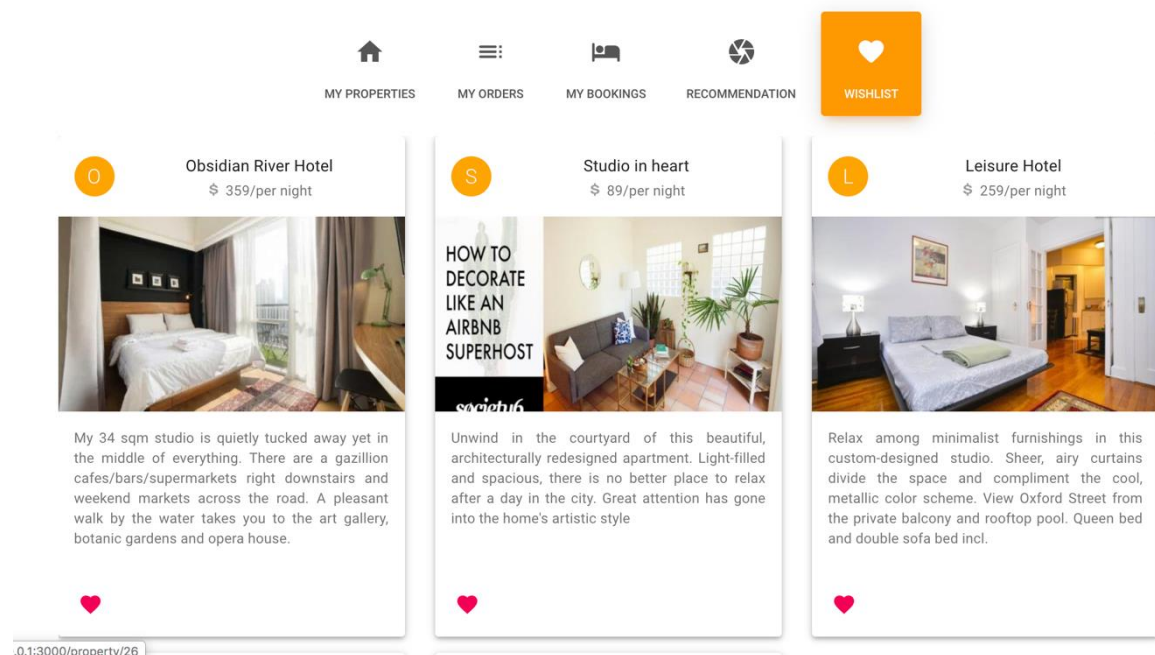 MY PROPERTIES
MY ORDERS
MY BOOKINGS
RECOMMENDATION
WISHLIST
O
Obsidian River Hotel
$ 359/per night
My 34 sqm studio is quietly tucked away yet in
the middle of everything. There are a gazillion
cafes/bars/supermarkets right downstairs and
weekend markets across the road. A pleasant
walk by the water takes you to the art gallery,
botanic gardens and opera house.
S
Studio in heart
$ 89/per night
HOW TO
DECORATE
LIKE AN
AIRBNB
SUPERHOST
society6
Unwind in the courtyard of this beautiful,
architecturally redesigned apartment. Light-filled
and spacious, there is no better place to relax
after a day in the city. Great attention has gone
into the home's artistic style
L
Leisure Hotel
$ 259/per night
Relax among minimalist furnishings in this
custom-designed studio. Sheer, airy curtains
divide the space and compliment the cool,
metallic color scheme. View Oxford Street from
the private balcony and rooftop pool. Queen bed
and double sofa bed incl.
.0.1:3000/property/26